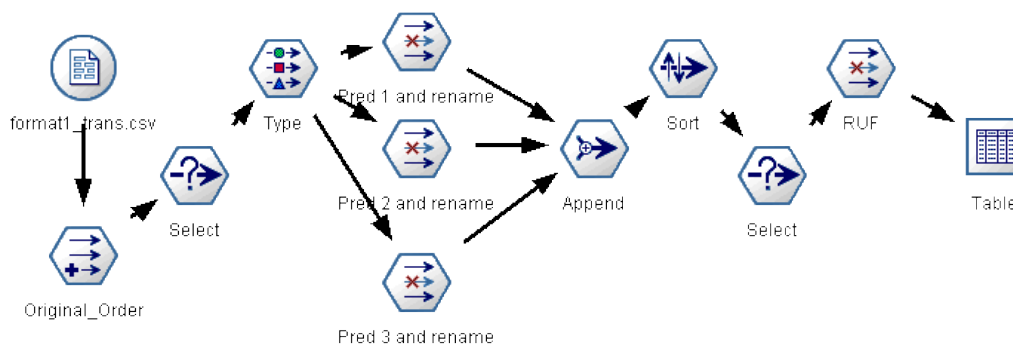 format1_trans.csv
Original_Order
Select
Type
Pred 1 and rename
Pred 2 and rename
Pred 3 and rename
Append
Sort
Select
RUF
Table